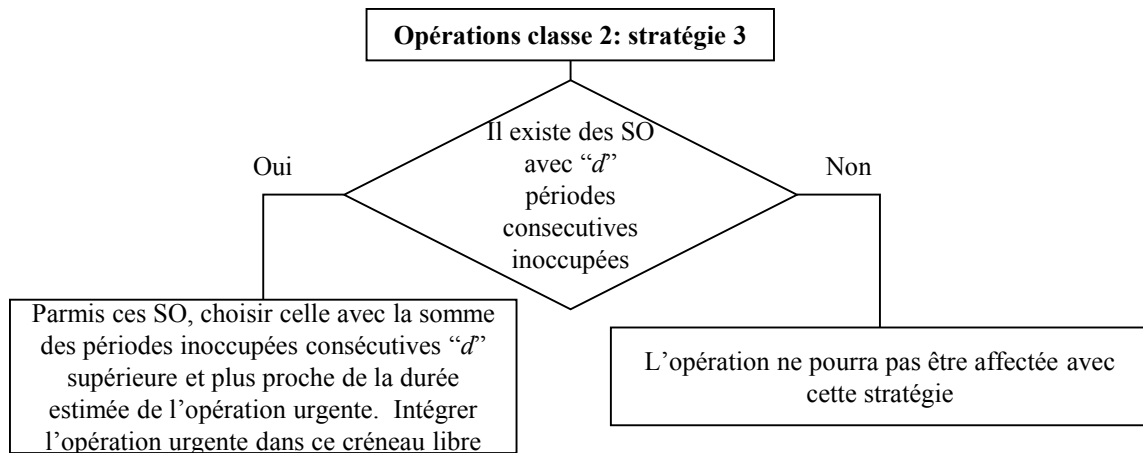 Opérations classe 2: stratégie 3
Il existe des SO
avec “d”
périodes
consecutives
inoccupées
Oui
Non
Parmis ces SO, choisir celle avec la somme
des périodes inoccupées consécutives “d”
supérieure et plus proche de la durée
estimée de l’opération urgente. Intégrer
l’opération urgente dans ce créneau libre
L’opération ne pourra pas être affectée avec
cette stratégie